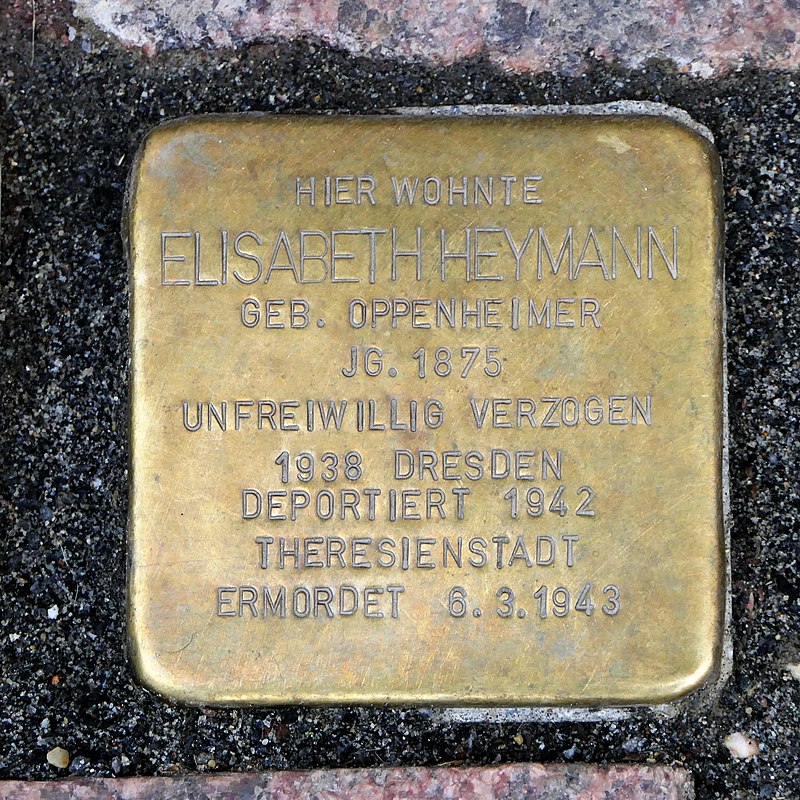 HIER WOHNTE
ELISABETH HEYMANN
GEB. OPPENHEIMER
JG. 1875
UNFREIWILLIG VERZOGEN
1938 DRESDEN
DEPORTIERT 1942
THERESIENSTADT
ERMORDET 6.3.1943